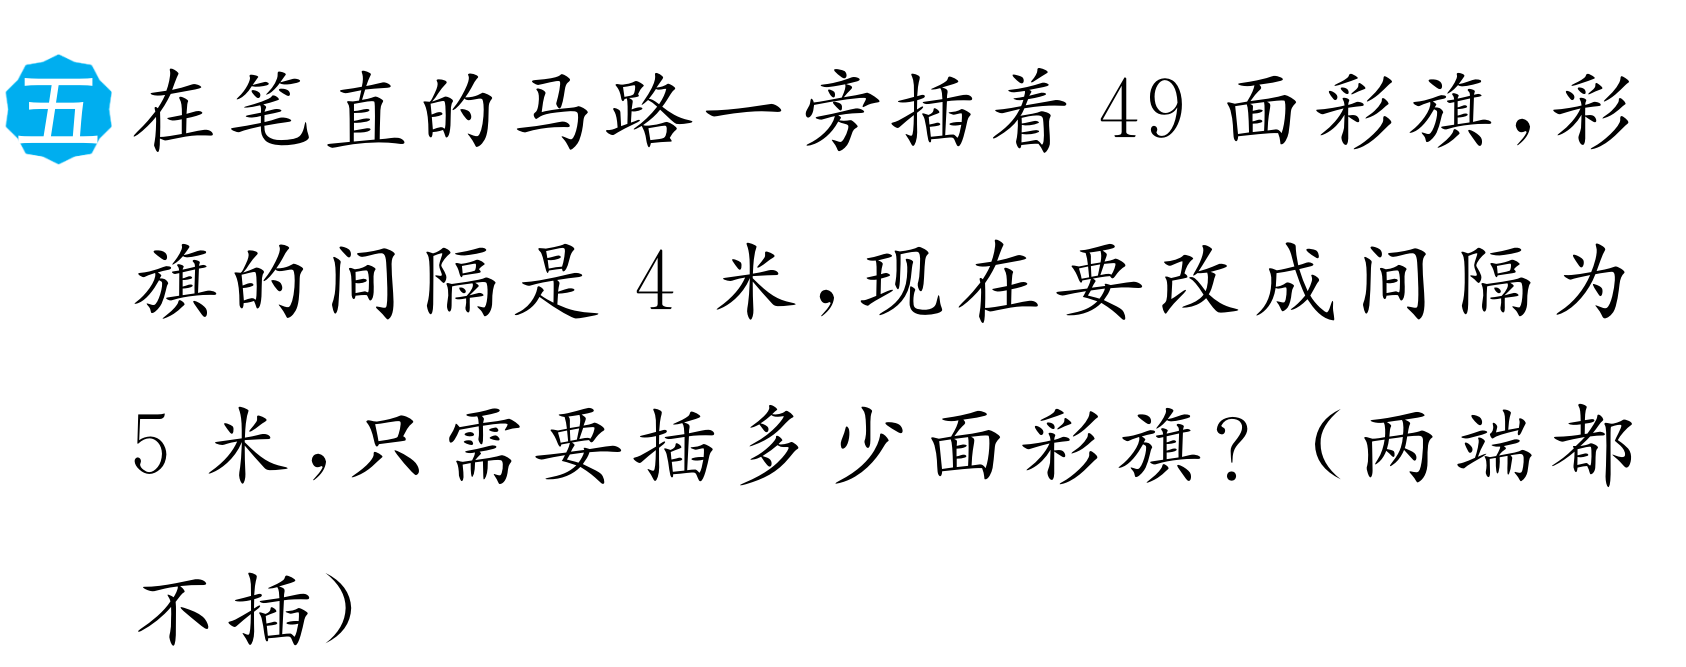 五 在笔直的马路一旁插着 49 面彩旗，彩
旗的间隔是 4 米，现在要改成间隔为
5 米，只需要插多少面彩旗？（两端都
不插）